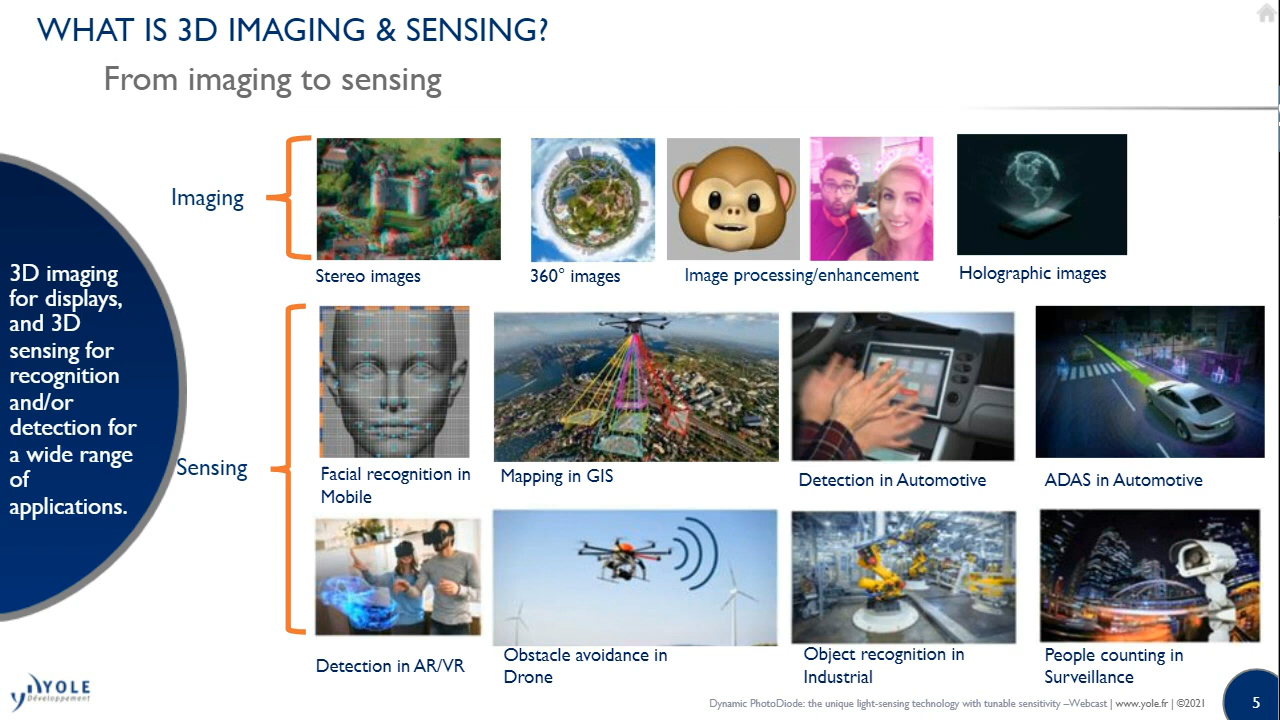 WHAT IS 3D IMAGING & SENSING?
From imaging to sensing
3D imaging
for displays,
and 3D
sensing for
recognition
and/or
detection for
a wide range
of
applications.
Imaging
Stereo images
360° images
Image processing/enhancement
Holographic images
Sensing
Facial recognition in
Mobile
Mapping in GIS
Detection in Automotive
ADAS in Automotive
Detection in AR/VR
Obstacle avoidance in
Drone
Object recognition in
Industrial
People counting in
Surveillance
YOLE
Développement
Dynamic PhotoDiode: the unique light-sensing technology with tunable sensitivity –Webcast | www.yole.fr | ©2021
5